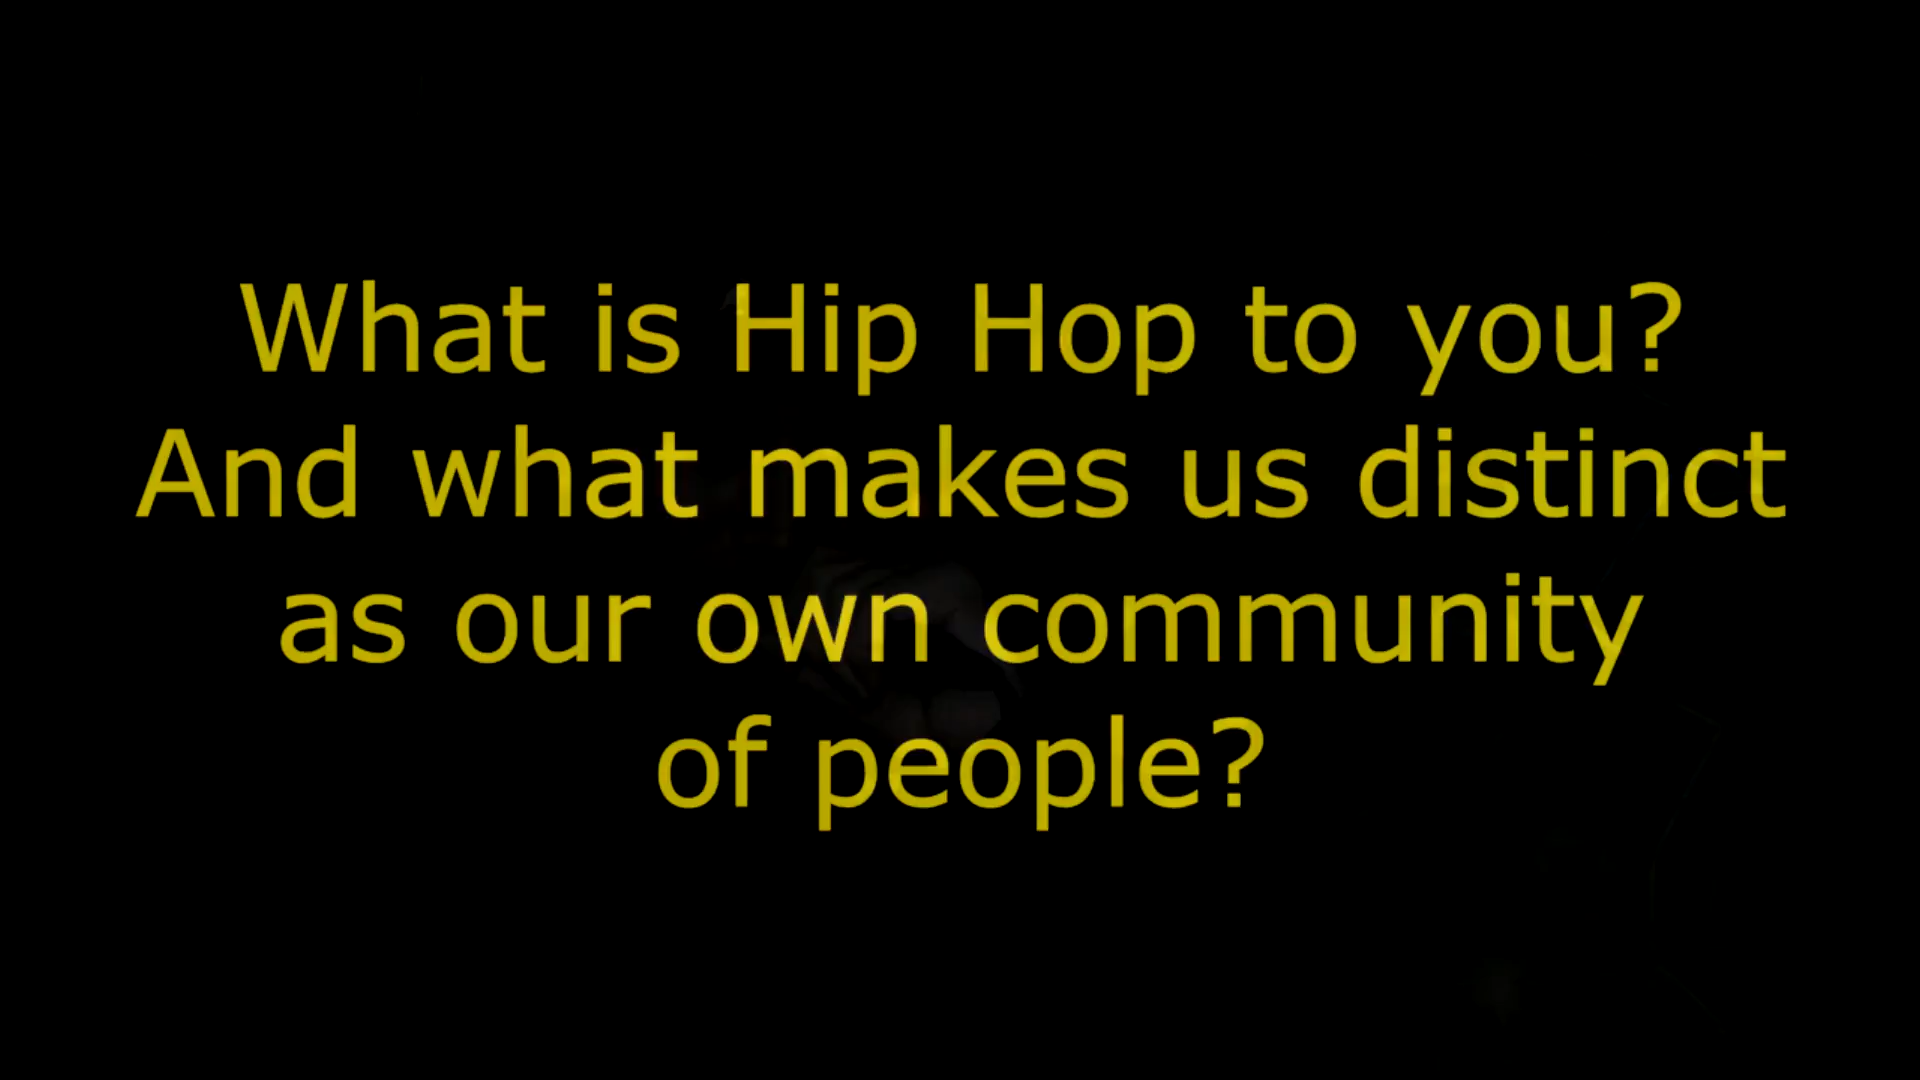 What is Hip Hop to you?
And what makes us distinct
as our own community
of people?